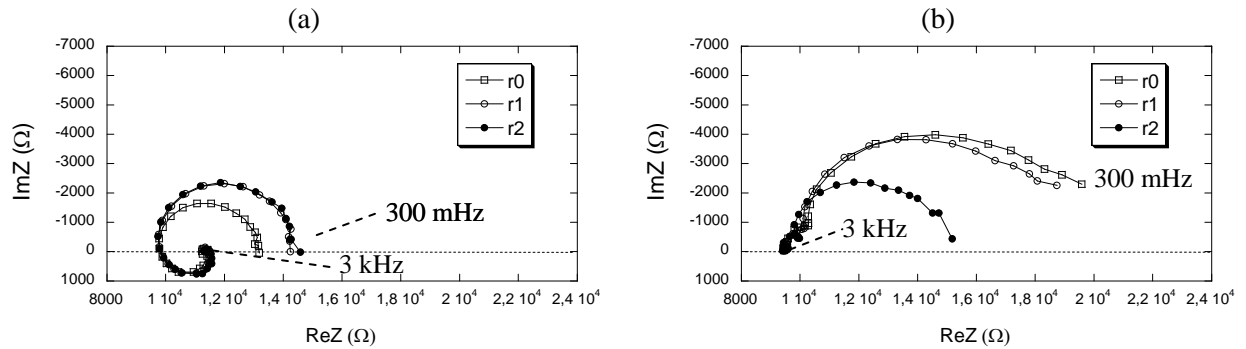 (a)
-7000
-6000
-5000
-4000
-3000
-2000
-1000
0
1000
ImZ (Ω)
r0
r1
r2
300 mHz
3 kHz
8000 1 10⁴ 1,2 10⁴ 1,4 10⁴ 1,6 10⁴ 1,8 10⁴ 2 10⁴ 2,2 10⁴ 2,4 10⁴
ReZ (Ω)
(b)
-7000
-6000
-5000
-4000
-3000
-2000
-1000
0
1000
ImZ (Ω)
r0
r1
r2
300 mHz
3 kHz
8000 1 10⁴ 1,2 10⁴ 1,4 10⁴ 1,6 10⁴ 1,8 10⁴ 2 10⁴ 2,2 10⁴ 2,4 10⁴
ReZ (Ω)